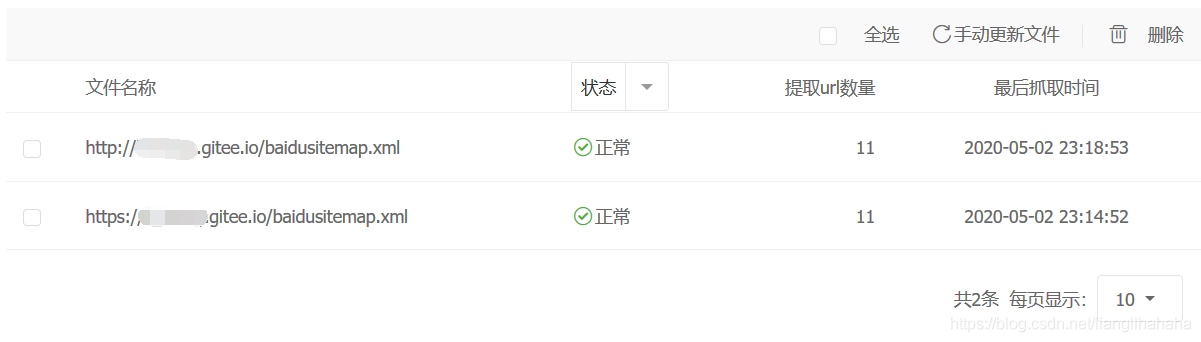 全选 手动更新文件 删除
文件名称 状态 提取url数量 最后抓取时间
http:// .gitee.io/baidusitemap.xml 正常 11 2020-05-02 23:18:53
https:/ .gitee.io/baidusitemap.xml 正常 11 2020-05-02 23:14:52
共2条 每页显示: 10
https://blog.csdn.net/lianglihahaha